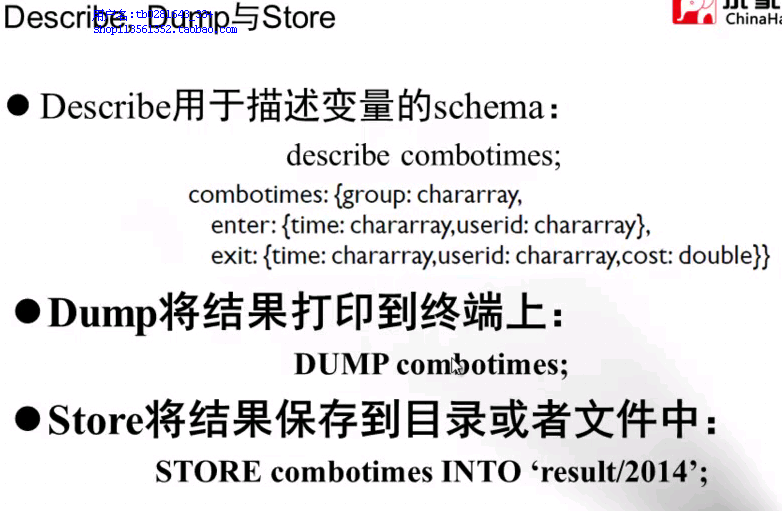 Describe, Dump与Store
shop118561352.taobao.com
ChinaHa
●Describe用于描述变量的schema：
describe combotimes;
combotimes: {group: chararray,
enter: {time: chararray,userid: chararray},
exit: {time: chararray,userid: chararray,cost: double}}
●Dump将结果打印到终端上：
DUMP combotimes;
●Store将结果保存到目录或者文件中：
STORE combotimes INTO ‘result/2014’;